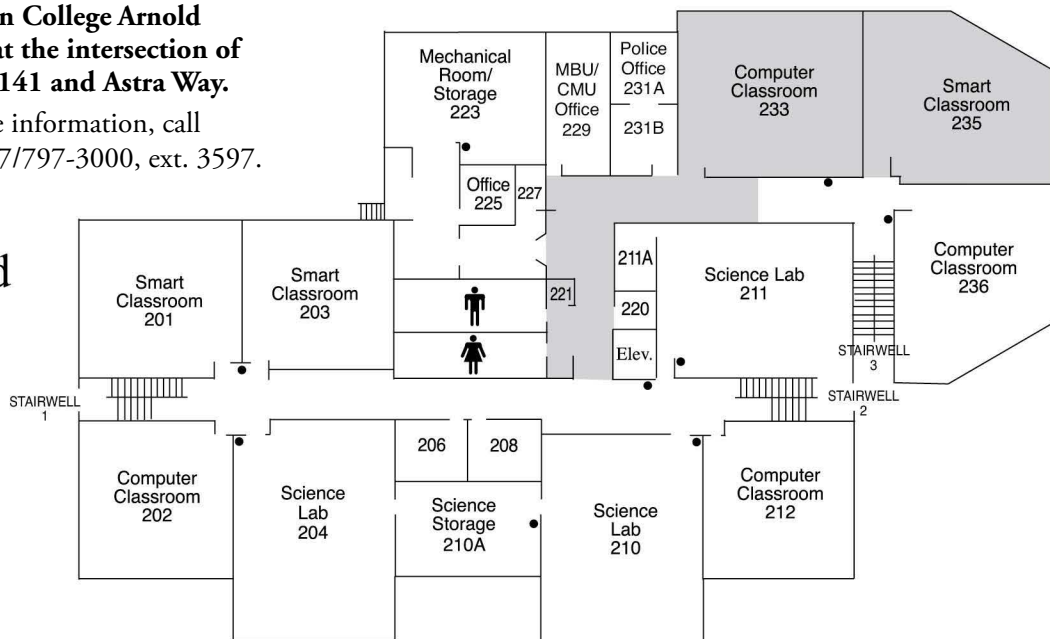 n College Arnold
at the intersection of
141 and Astra Way.
e information, call
7/797-3000, ext. 3597.
d
Mechanical
Room/
Storage
223
MBU/
CMU
Office
229
Police
Office
231A
231B
Computer
Classroom
233
Smart
Classroom
235
Office
225
227
Smart
Classroom
201
Smart
Classroom
203
221
211A
220
Elev.
Science Lab
211
Computer
Classroom
236
STAIRWELL
3
STAIRWELL
1
STAIRWELL
2
Computer
Classroom
202
Science
Lab
204
206
208
Science
Storage
210A
Science
Lab
210
Computer
Classroom
212